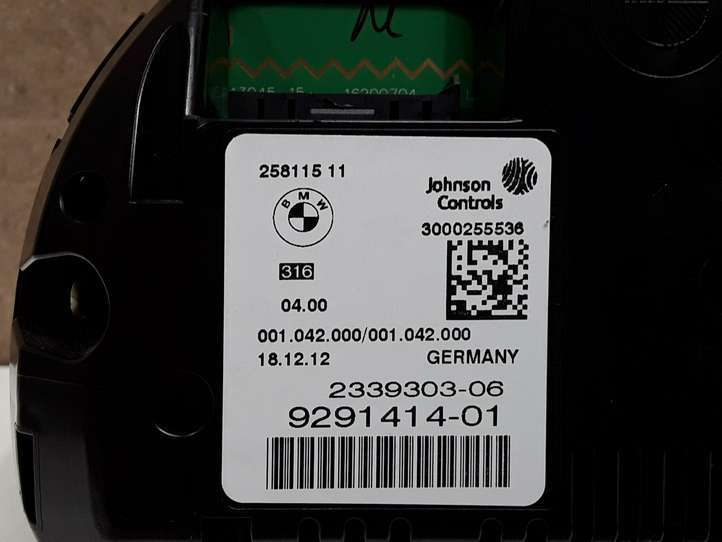 16200704
258115 11
BMW
Johnson
Controls
3000255536
316
04.00
001.042.000/001.042.000
18.12.12 GERMANY
2339303-06
9291414-01